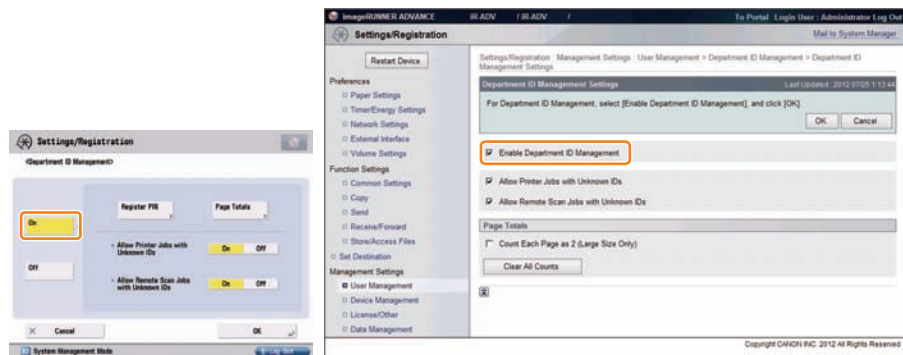 Settings/Registration
<Department ID Management>
On
Register PIN
Page Totals
Allow Printer Jobs with
Unknown IDs
On
Off
Off
Allow Remote Scan Jobs
with Unknown IDs
On
Off
Cancel
OK
System Management Mode
Log Out
imageRUNNER ADVANCE
iR-ADV / iR-ADV /
To Portal Login User : Administrator Log Out
Settings/Registration
Mail to System Manager
Restart Device
Preferences
Paper Settings
Timer/Energy Settings
Network Settings
External Interface
Volume Settings
Function Settings
Common Settings
Copy
Send
Receive/Forward
Store/Access Files
Set Destination
Management Settings
User Management
Device Management
License/Other
Data Management
Settings/Registration : Management Settings : User Management > Department ID Management > Department ID
Management Settings
Department ID Management Settings
Last Updated: 2012 07/25 1:13:44
For Department ID Management, select [Enable Department ID Management], and click [OK].
OK
Cancel
Enable Department ID Management
Allow Printer Jobs with Unknown IDs
Allow Remote Scan Jobs with Unknown IDs
Page Totals
Count Each Page as 2 (Large Size Only)
Clear All Counts
Copyright CANON INC. 2012 All Rights Reserved